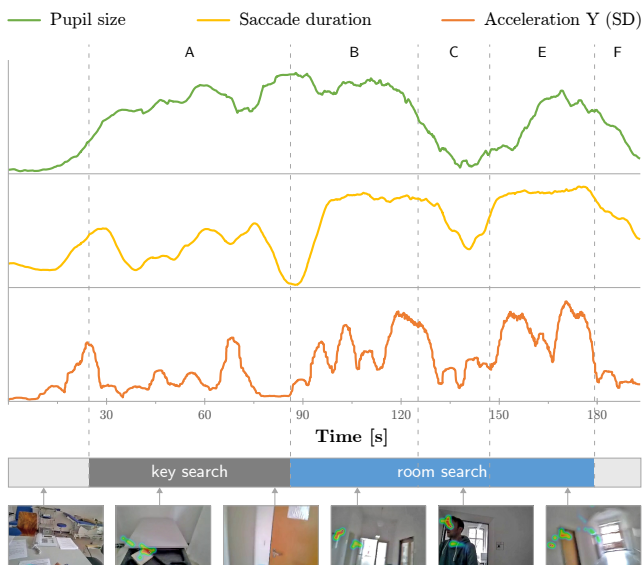 Pupil size Saccade duration Acceleration Y (SD)
A B C E F
30 60 90 120 150 180
Time [s]
key search room search